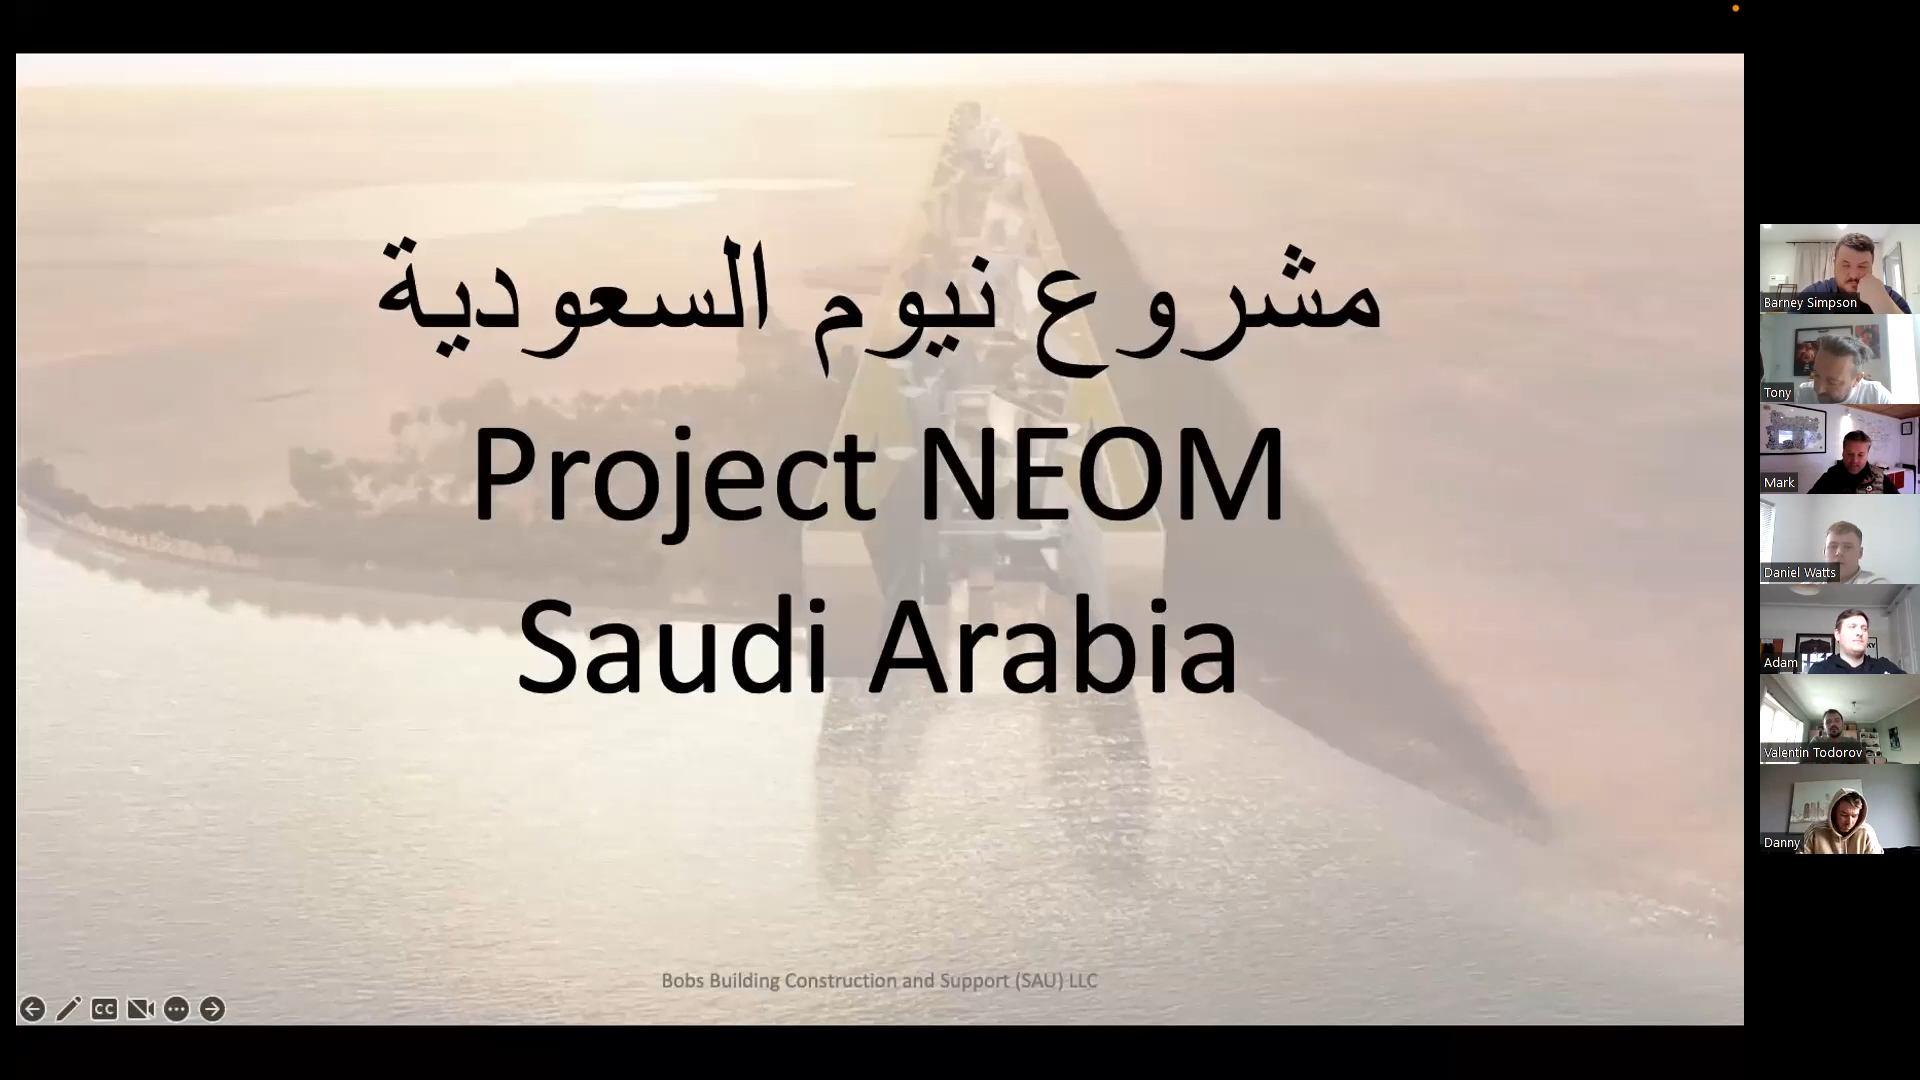 مشروع نيوم السعودية
Project NEOM
Saudi Arabia
Bobs Building Construction and Support (SAU) LLC
CC
Barney Simpson
Tony
Mark
Daniel Watts
Adam
Valentin Todorov
Danny